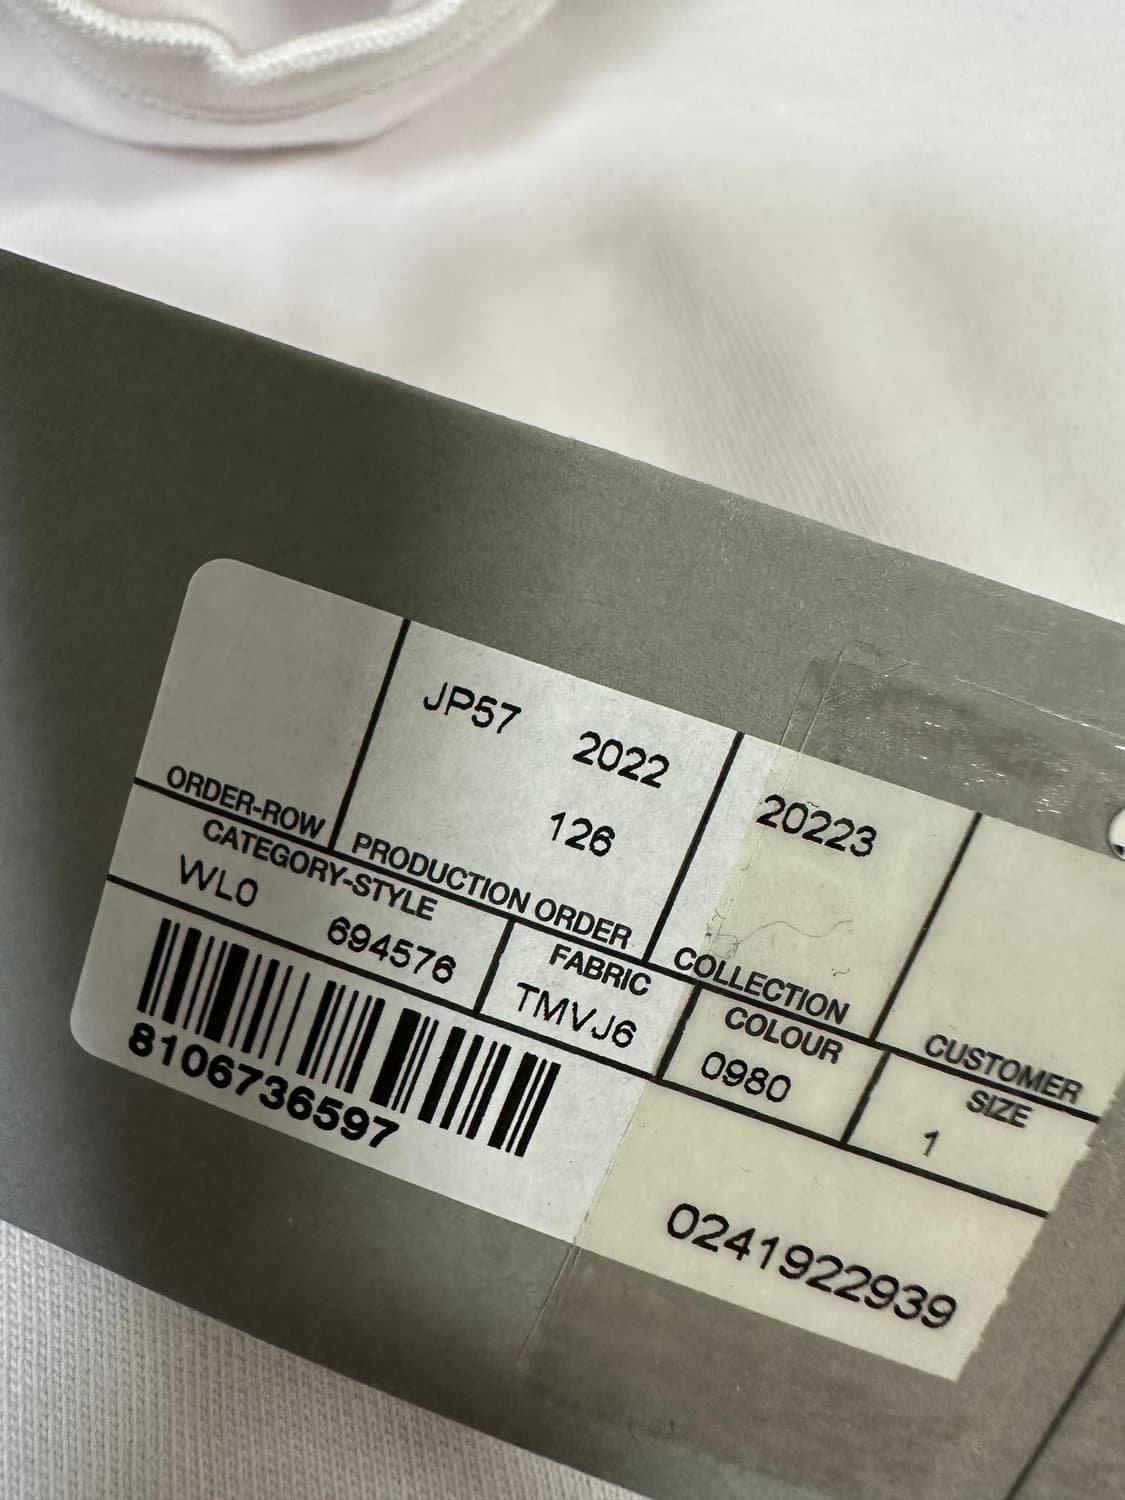 JP57 2022 20223
126
ORDER-ROW PRODUCTION ORDER COLLECTION CUSTOMER
CATEGORY-STYLE FABRIC COLOUR SIZE
WL0 694576 TMVJ6 0980 1
8106736597
0241922939